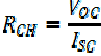 R_CH = V_OC / I_SC